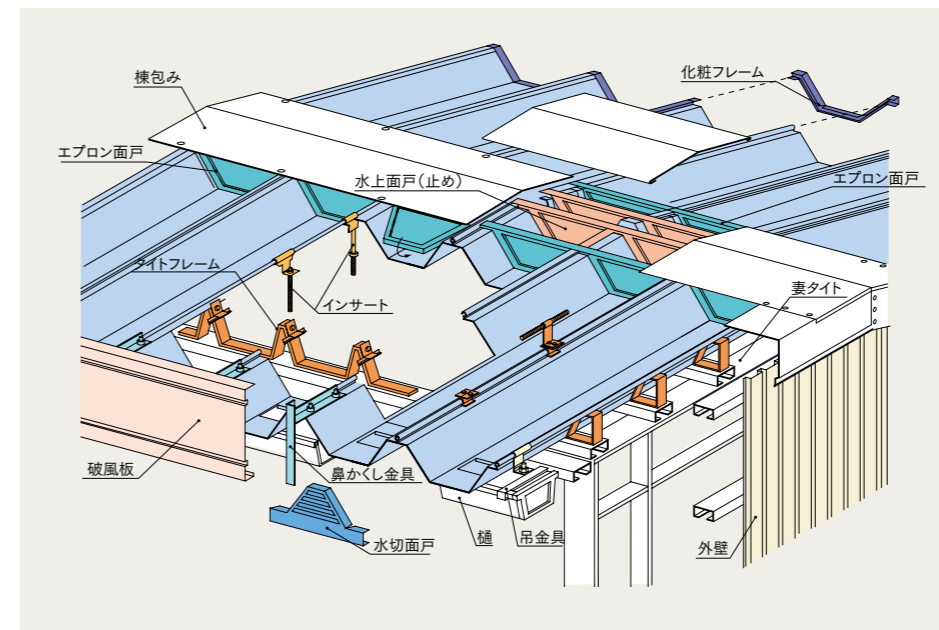 棟包み
化粧フレーム
エプロン面戸
水上面戸（止め）
エプロン面戸
タイトフレーム
インサート
妻タイト
破風板
鼻かくし金具
水切面戸
樋
吊金具
外壁